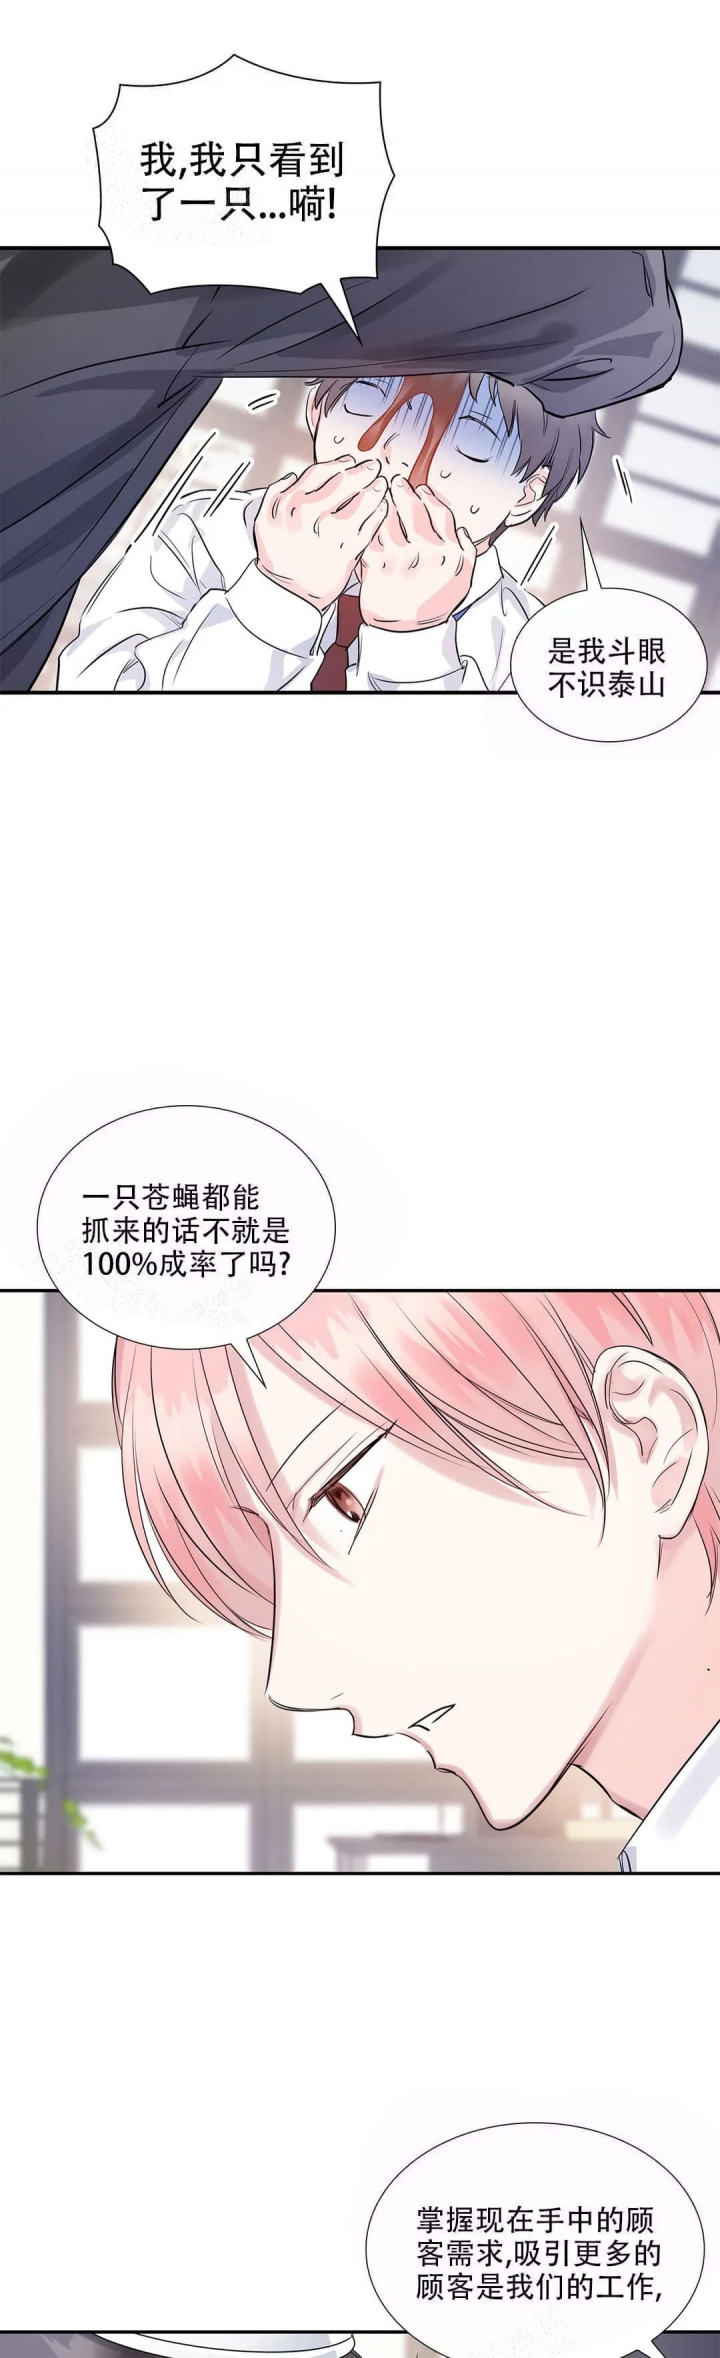 我,我只看到
了一只...嗬!
是我斗眼
不识泰山
一只苍蝇都能
抓来的话不就是
100%成率了吗?
掌握现在手中的顾
客需求,吸引更多的
顾客是我们的工作,